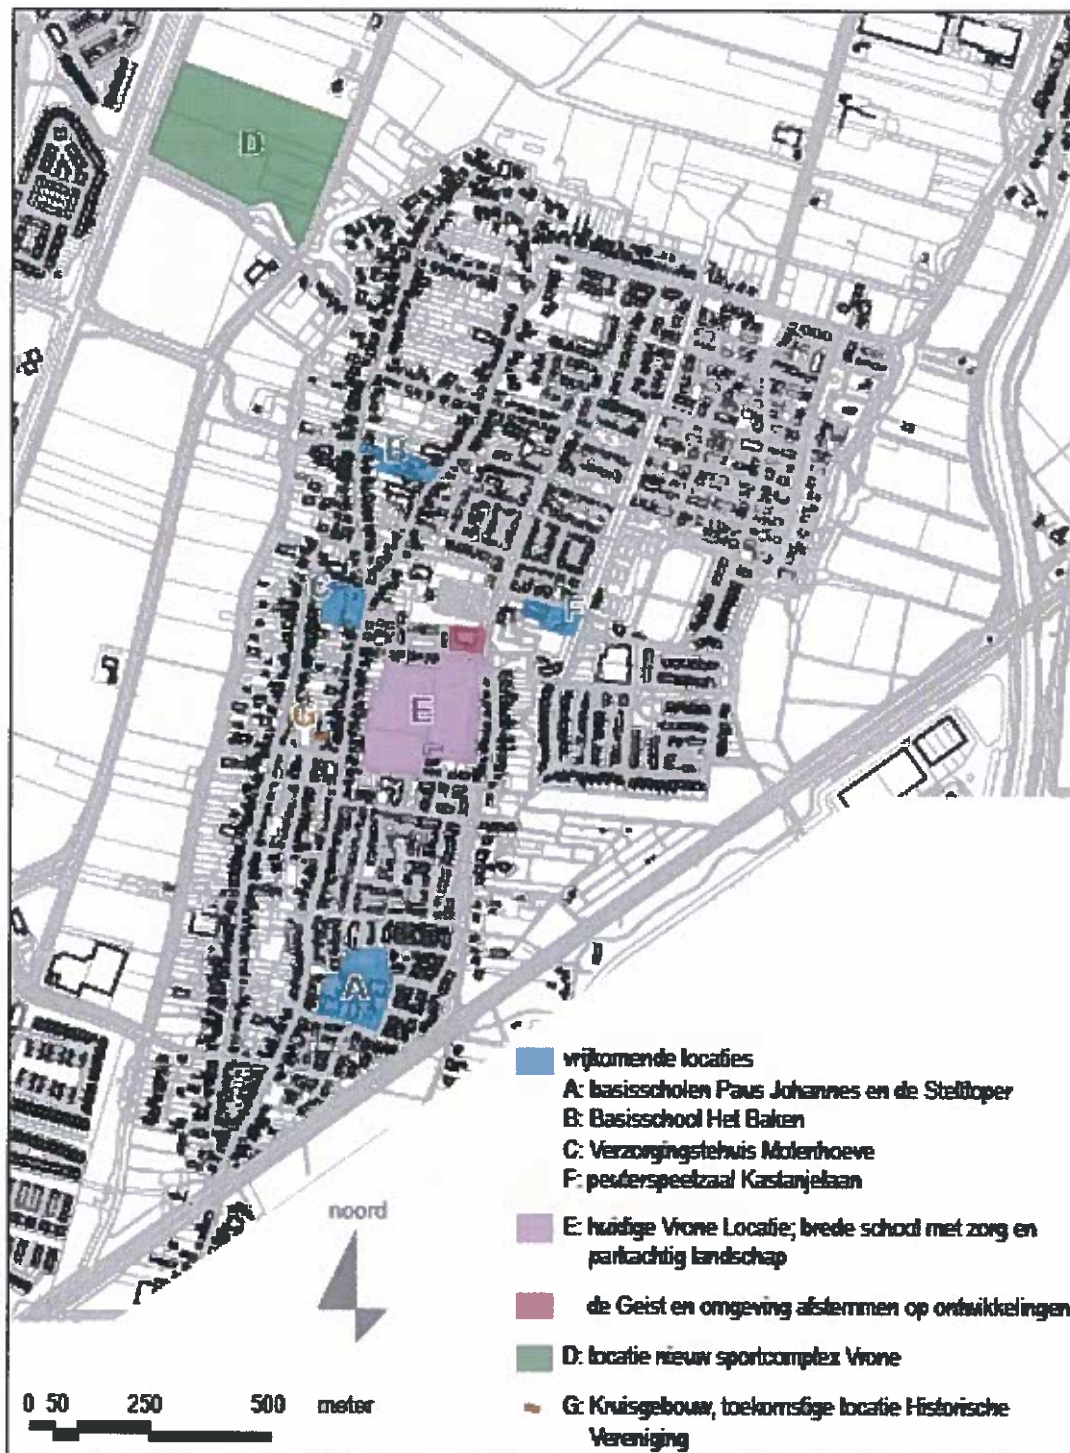 D
B
C
F
E
G
A
vrijkomende locaties
A: basisscholen Paus Johannes en de Steltloper
B: Basisschool Het Baken
C: Verzorgingstehuis Molenhoeve
F: peuterspeelzaal Kastanjelaan
noord
E: huidige Vrone Locatie; brede school met zorg en
parkachtig landschap
de Geist en omgeving afstemmen op ontwikkelingen
D: locatie nieuw sportcomplex Vrone
0 50 250 500 meter
G: Kruisgebouw, toekomstige locatie Historische
Vereniging